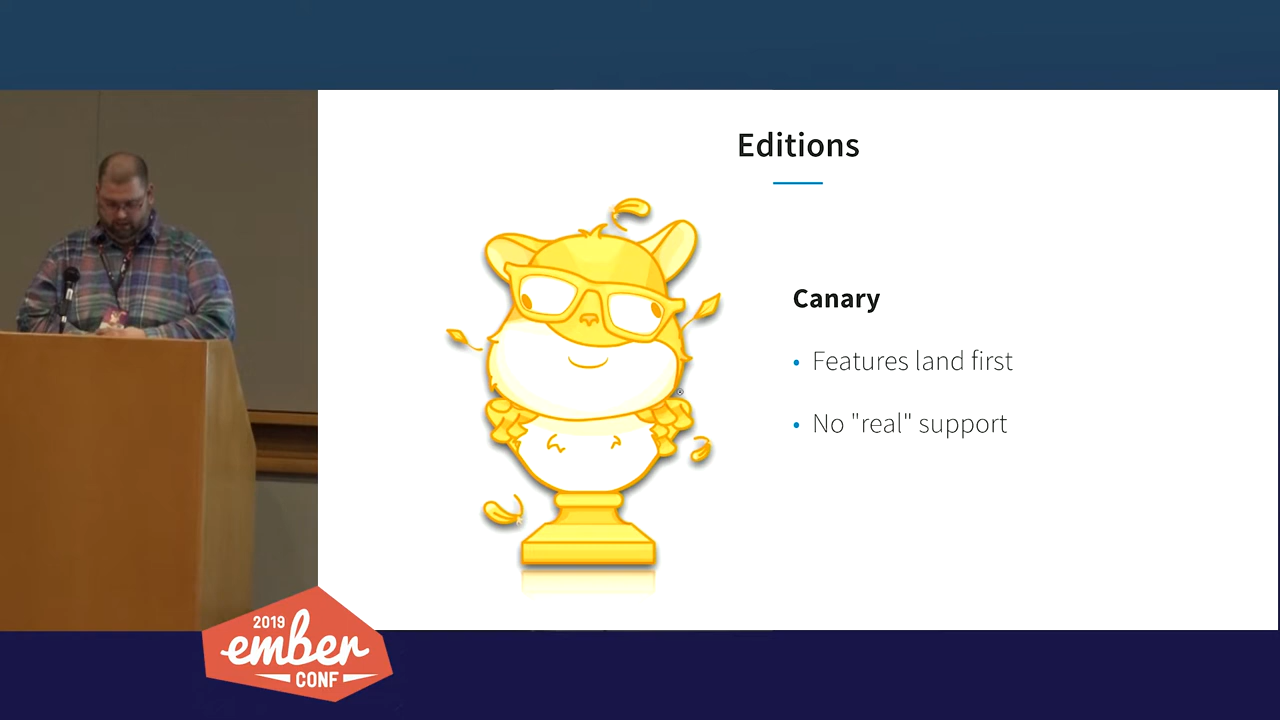 Editions
Canary
• Features land first
• No "real" support
2019
ember
CONF